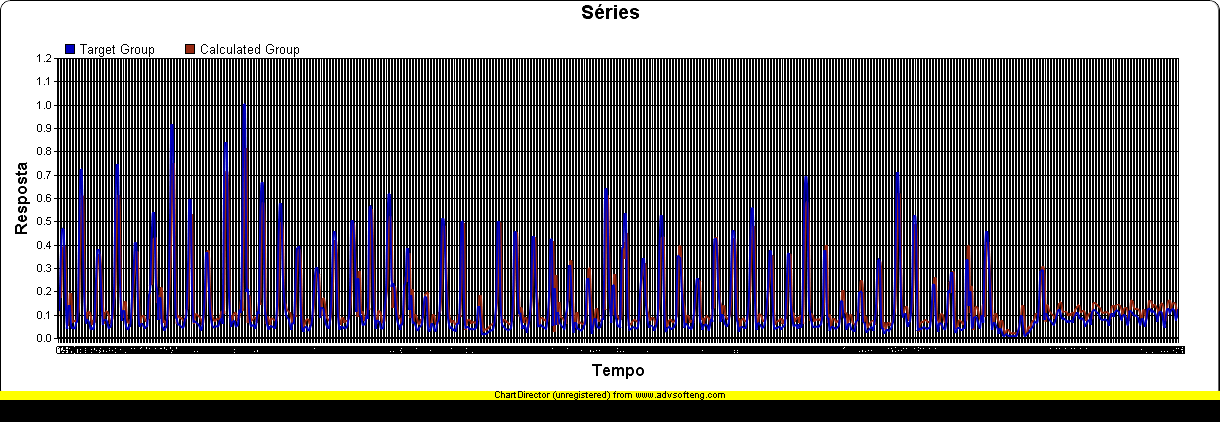 Séries
Target Group
Calculated Group
1.2
1.1
1.0
0.9
0.8
0.7
0.6
0.5
0.4
0.3
0.2
0.1
0.0
Resposta
Tempo
ChartDirector (unregistered) from www.advsofteng.com